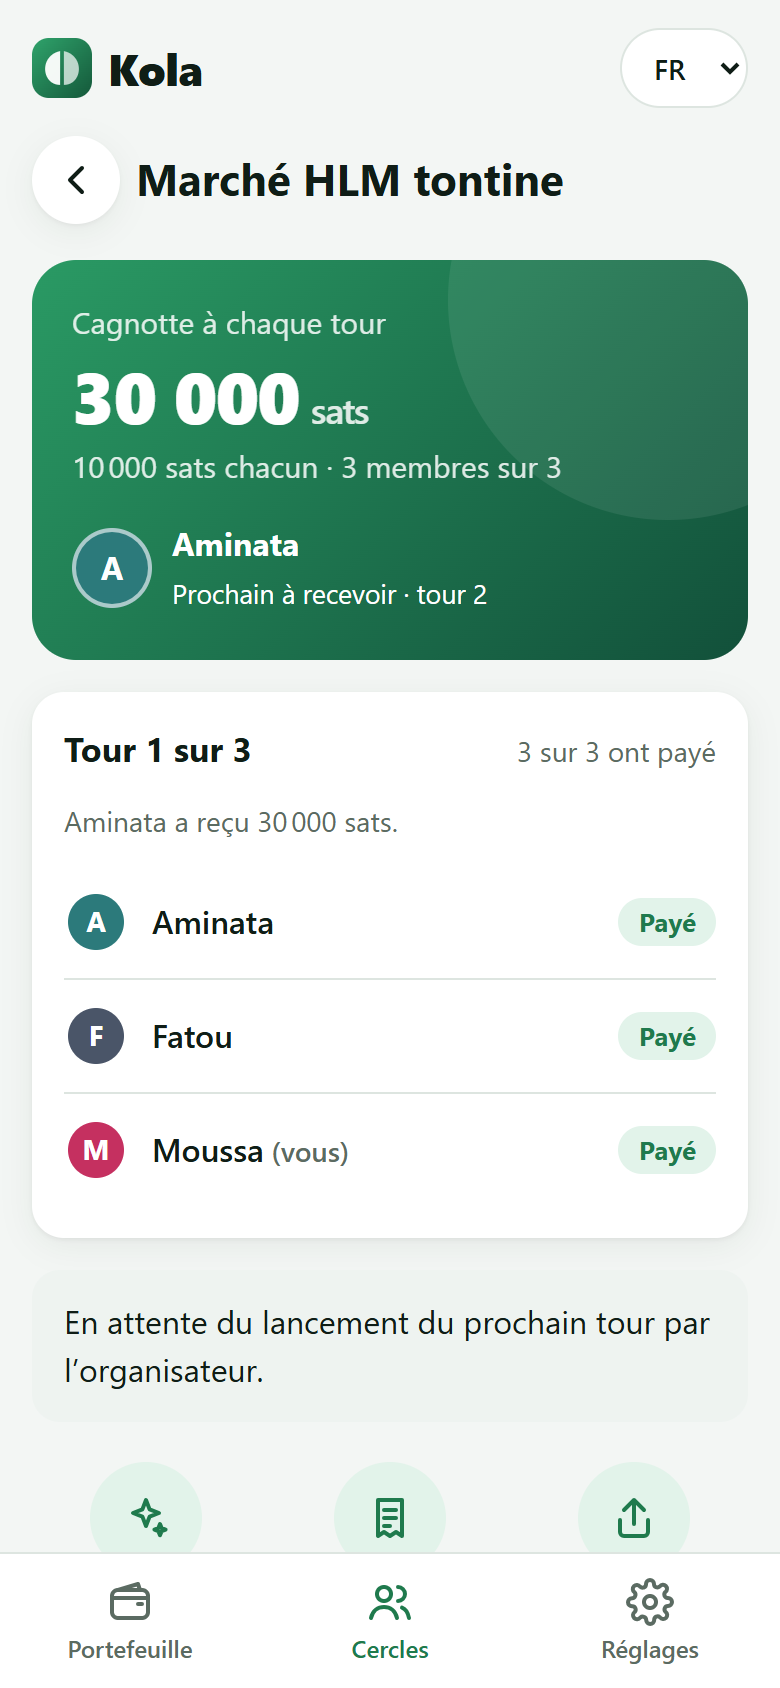 Kola
FR
Marché HLM tontine
Cagnotte à chaque tour
30 000 sats
10 000 sats chacun · 3 membres sur 3
A
Aminata
Prochain à recevoir · tour 2
Tour 1 sur 3
3 sur 3 ont payé
Aminata a reçu 30 000 sats.
A Aminata Payé
F Fatou Payé
M Moussa (vous) Payé
En attente du lancement du prochain tour par
l’organisateur.
Portefeuille
Cercles
Réglages